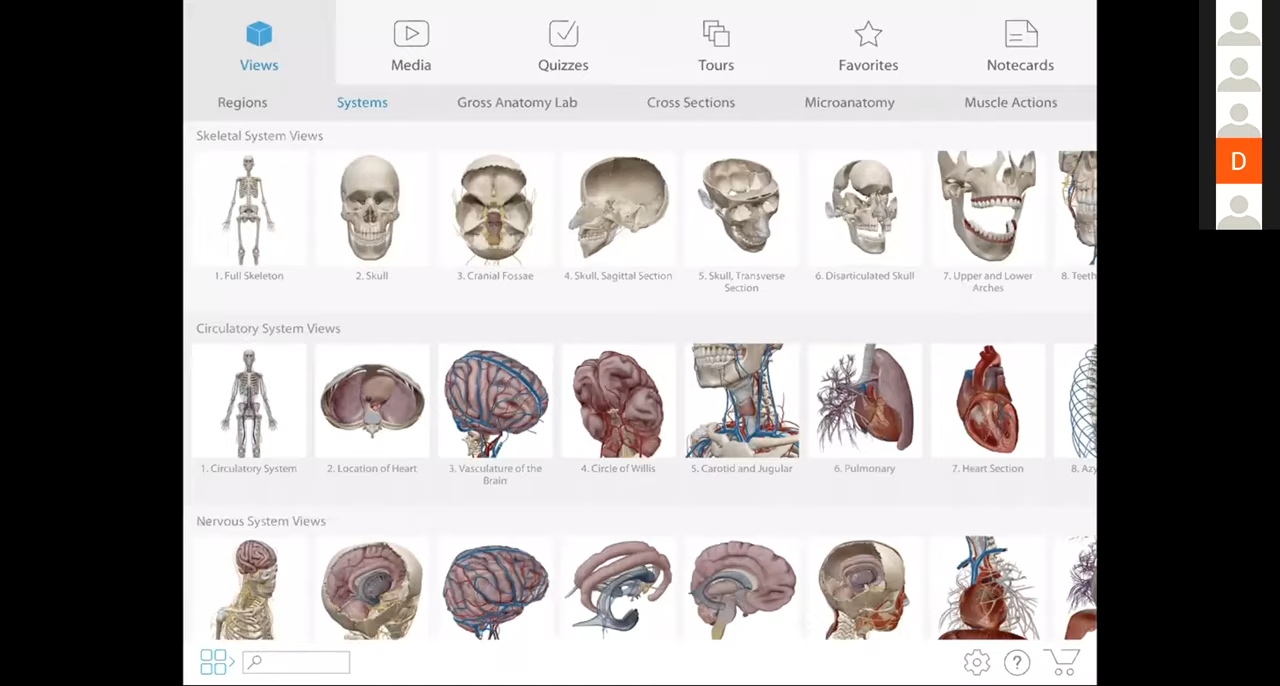 Views
Media
Quizzes
Tours
Favorites
Notecards
Regions
Systems
Gross Anatomy Lab
Cross Sections
Microanatomy
Muscle Actions
Skeletal System Views
1. Full Skeleton
2. Skull
3. Cranial Fossae
4. Skull, Sagittal Section
5. Skull, Transverse
Section
6. Disarticulated Skull
7. Upper and Lower
Arches
8. Teeth
Circulatory System Views
1. Circulatory System
2. Location of Heart
3. Vasculature of the
Brain
4. Circle of Willis
5. Carotid and Jugular
6. Pulmonary
7. Heart Section
8. Azy
Nervous System Views
?
D